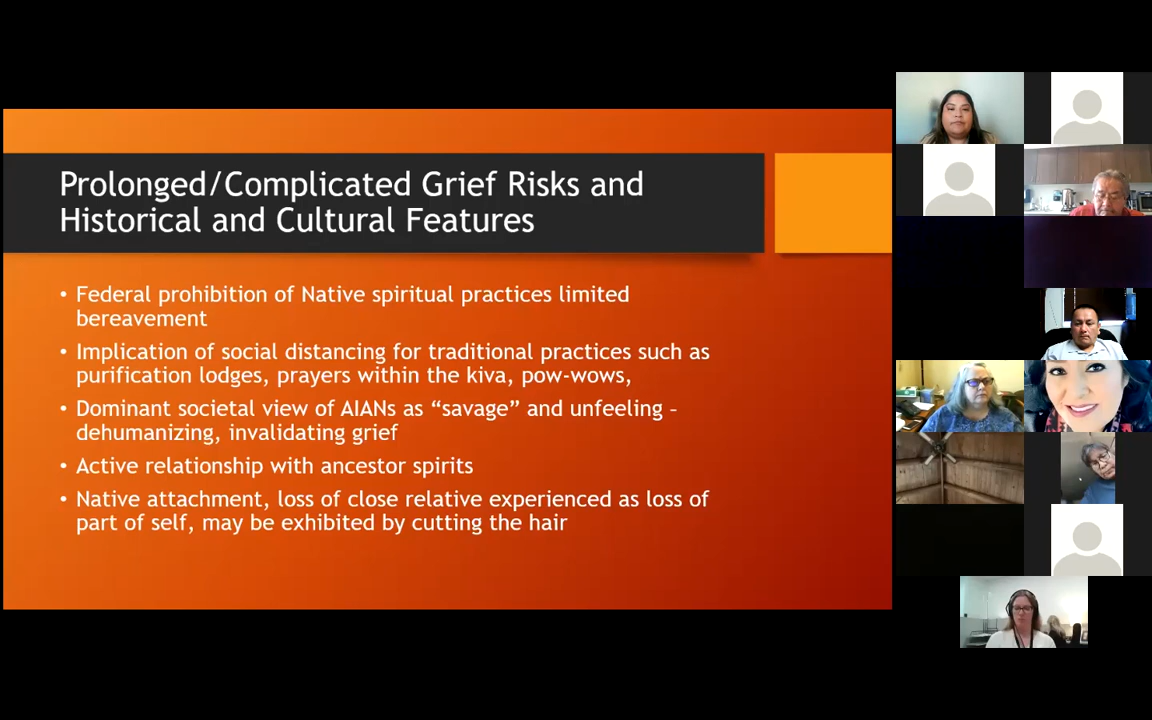 Prolonged/Complicated Grief Risks and
Historical and Cultural Features
• Federal prohibition of Native spiritual practices limited
bereavement
• Implication of social distancing for traditional practices such as
purification lodges, prayers within the kiva, pow-wows,
• Dominant societal view of AIANs as “savage” and unfeeling –
dehumanizing, invalidating grief
• Active relationship with ancestor spirits
• Native attachment, loss of close relative experienced as loss of
part of self, may be exhibited by cutting the hair